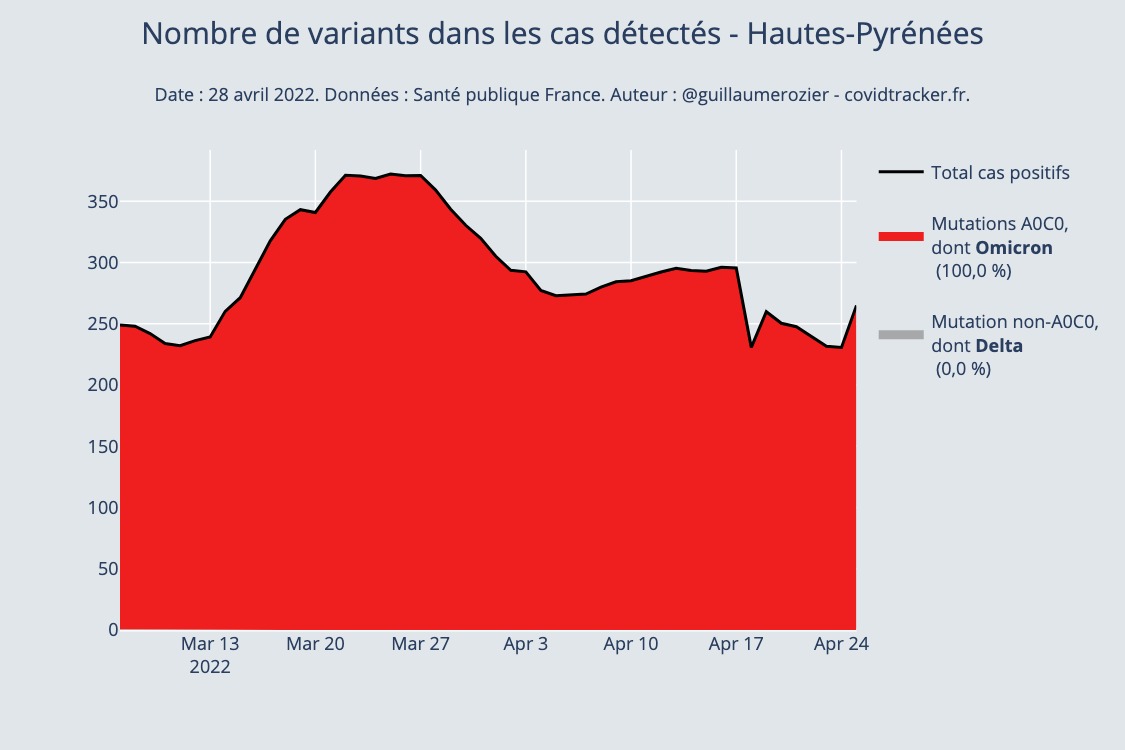 Nombre de variants dans les cas détectés - Hautes-Pyrénées
Date : 28 avril 2022. Données : Santé publique France. Auteur : @guillaumerozier - covidtracker.fr.
Total cas positifs
Mutations A0C0,
dont Omicron
(100,0 %)
Mutation non-A0C0,
dont Delta
(0,0 %)
350
300
250
200
150
100
50
0
Mar 13
2022
Mar 20
Mar 27
Apr 3
Apr 10
Apr 17
Apr 24